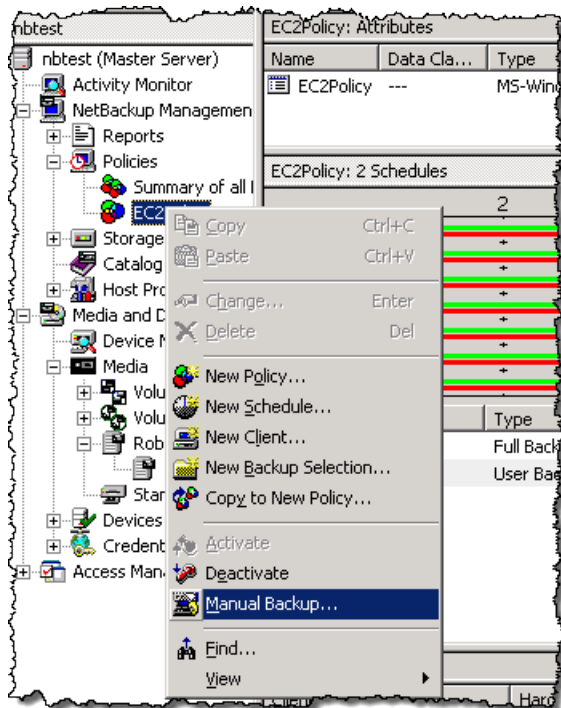 nbtest
nbtest (Master Server)
Activity Monitor
NetBackup Managemen
Reports
Policies
Summary of all
EC2
Storage
Catalog
Host Pro
Media and D
Device
Media
Volu
Volu
Rob
Devices
Credent
Access Man
EC2Policy: Attributes
Name Data Cla... Type
EC2Policy --- MS-Wind
EC2Policy: 2 Schedules
2
Type
Full Back
User Bac
Copy Ctrl+C
Paste Ctrl+V
Change... Enter
Delete Del
New Policy...
New Schedule...
New Client...
New Backup Selection...
Copy to New Policy...
Activate
Deactivate
Manual Backup...
Find...
View
Client
Hard